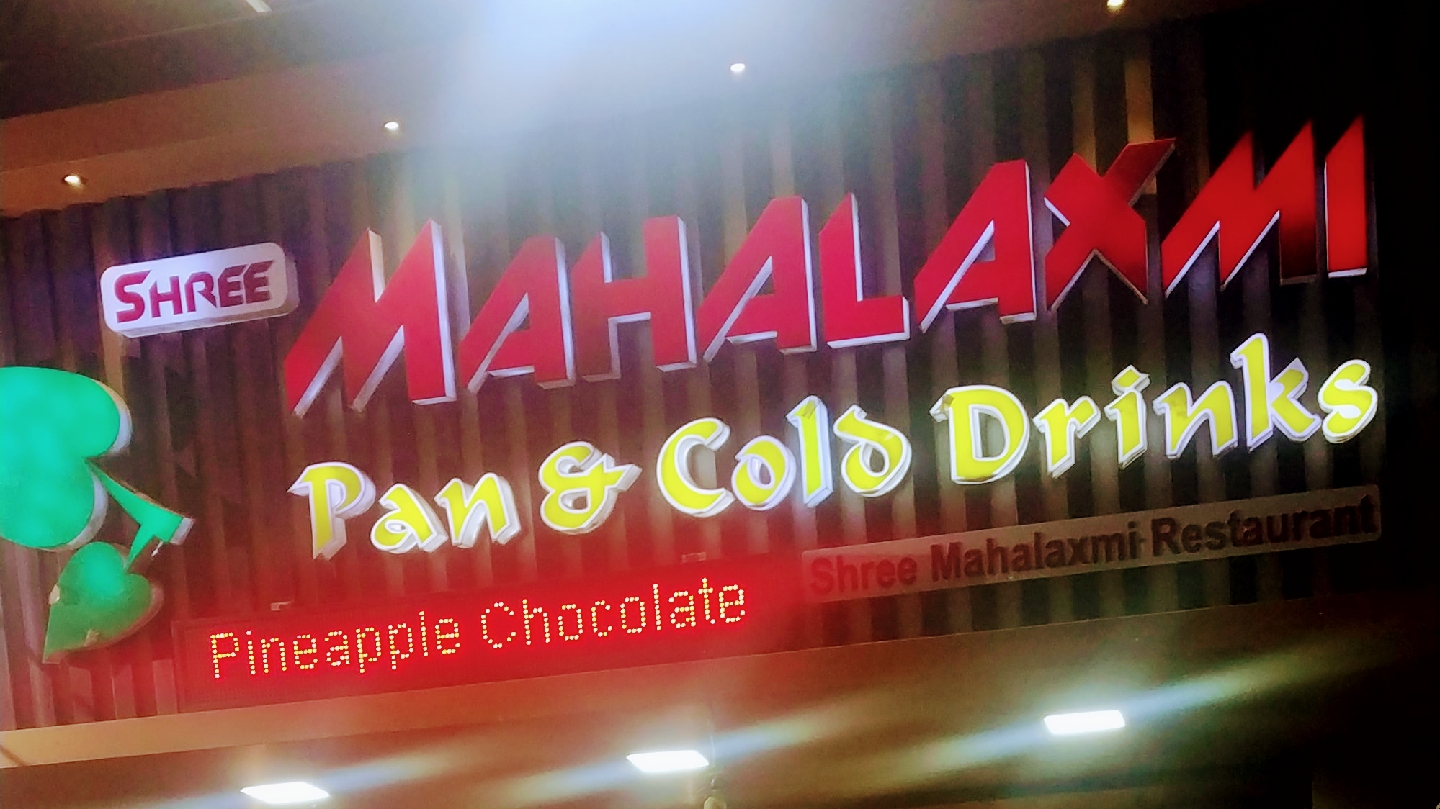 SHREE
MAHALAXMI
Pan & Cold Drinks
Shree Mahalaxmi Restaurant
Pineapple Chocolate